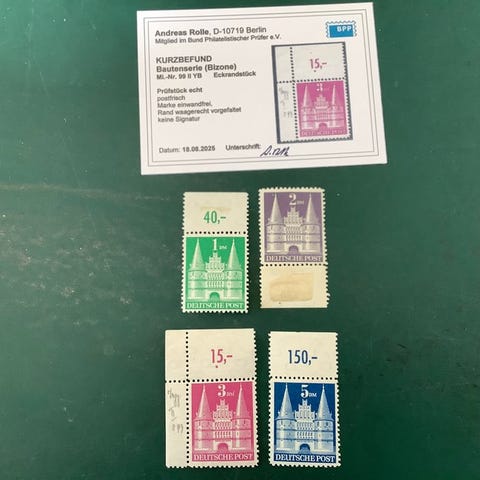 Andreas Rolle, D-10719 Berlin
Mitglied im Bund Philatelistischer Prüfer e.V.
BPP
KURZBEFUND
Bautenserie (Bizone)
Mi.-Nr. 99 II YB Eckrandstück
Prüfstück echt
postfrisch
Marke einwandfrei,
Rand waagerecht vorgefaltet
keine Signatur
Datum: 18.08.2025 Unterschrift:
15,-
3
40,-
1 DM
DEUTSCHE POST
2 DM
DEUTSCHE POST
15,-
3 DM
DEUTSCHE POST
150,-
5 DM
DEUTSCHE POST